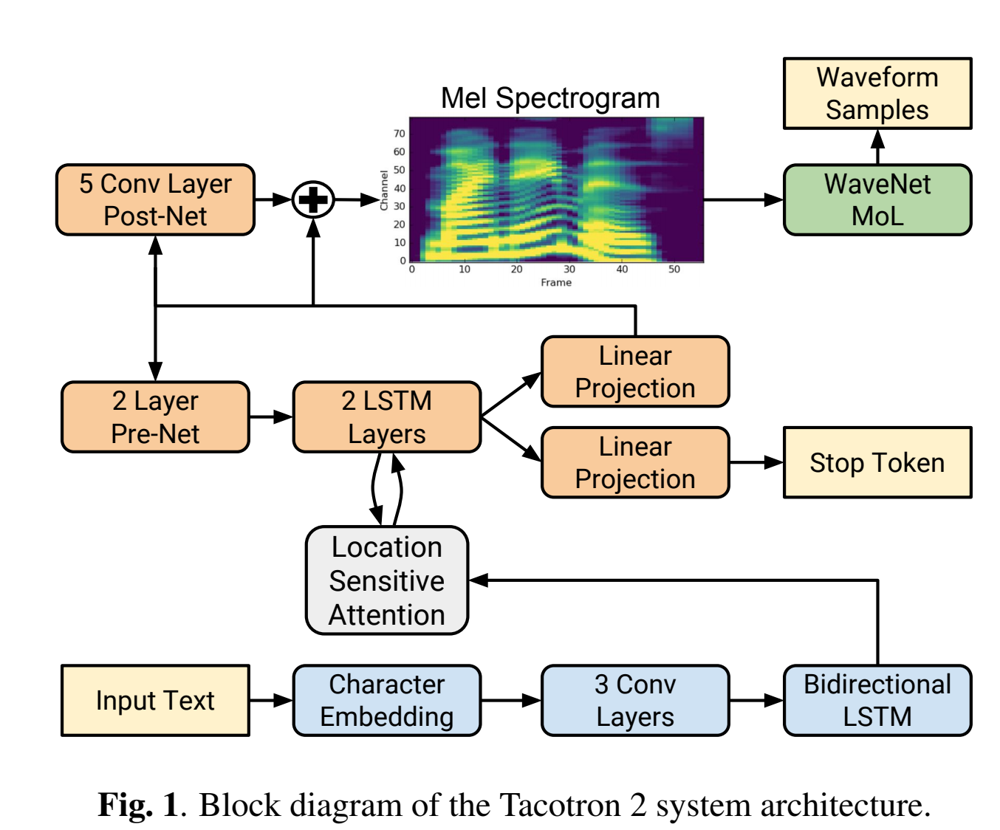 Waveform
Samples
Mel Spectrogram
5 Conv Layer
Post-Net
WaveNet
MoL
Channel
70
60
50
40
30
20
10
0
0 10 20 30 40 50
Frame
Linear
Projection
2 Layer
Pre-Net
2 LSTM
Layers
Linear
Projection
Stop Token
Location
Sensitive
Attention
Input Text
Character
Embedding
3 Conv
Layers
Bidirectional
LSTM
Fig. 1. Block diagram of the Tacotron 2 system architecture.